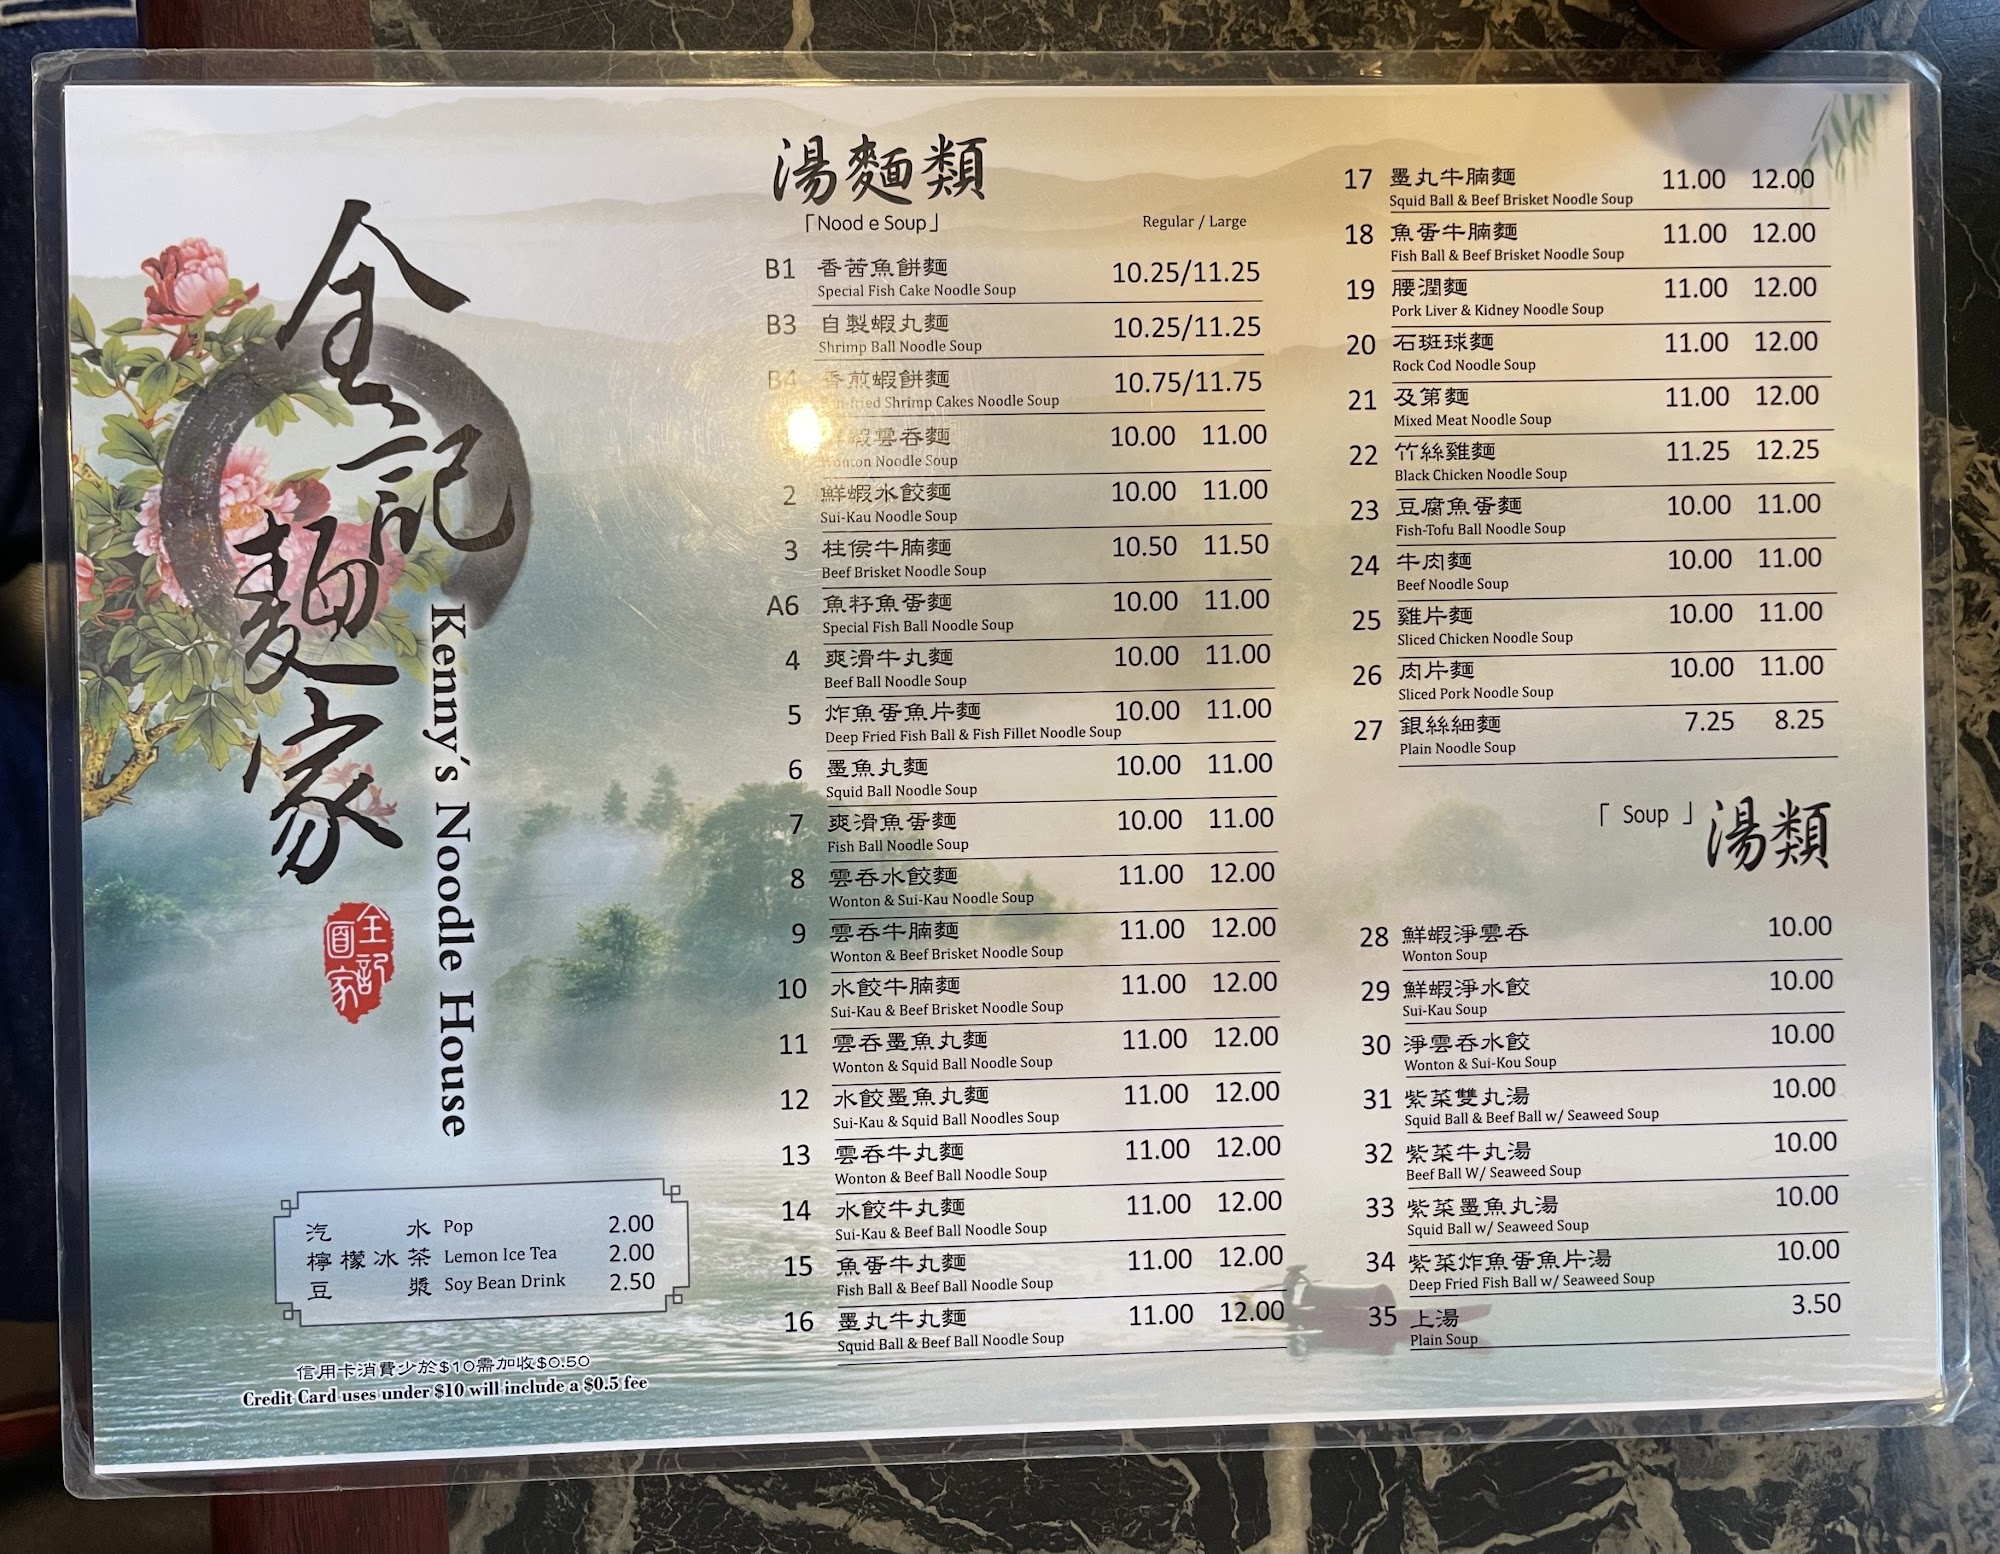 全記麵家
Kenny's Noodle House
全記麵家
汽水 Pop 2.00
檸檬冰茶 Lemon Ice Tea 2.00
豆漿 Soy Bean Drink 2.50
信用卡消費少於$10需加收$0.50
Credit Card uses under $10 will include a $0.5 fee
湯麵類
「Nood e Soup」 Regular / Large
B1 香茜魚餅麵 10.25/11.25
Special Fish Cake Noodle Soup
B3 自製蝦丸麵 10.25/11.25
Shrimp Ball Noodle Soup
B4 香煎蝦餅麵 10.75/11.75
Pan-fried Shrimp Cakes Noodle Soup
鮮蝦雲吞麵 10.00 11.00
Wonton Noodle Soup
2 鮮蝦水餃麵 10.00 11.00
Sui-Kau Noodle Soup
3 柱侯牛腩麵 10.50 11.50
Beef Brisket Noodle Soup
A6 魚籽魚蛋麵 10.00 11.00
Special Fish Ball Noodle Soup
4 爽滑牛丸麵 10.00 11.00
Beef Ball Noodle Soup
5 炸魚蛋魚片麵 10.00 11.00
Deep Fried Fish Ball & Fish Fillet Noodle Soup
6 墨魚丸麵 10.00 11.00
Squid Ball Noodle Soup
7 爽滑魚蛋麵 10.00 11.00
Fish Ball Noodle Soup
8 雲吞水餃麵 11.00 12.00
Wonton & Sui-Kau Noodle Soup
9 雲吞牛腩麵 11.00 12.00
Wonton & Beef Brisket Noodle Soup
10 水餃牛腩麵 11.00 12.00
Sui-Kau & Beef Brisket Noodle Soup
11 雲吞墨魚丸麵 11.00 12.00
Wonton & Squid Ball Noodle Soup
12 水餃墨魚丸麵 11.00 12.00
Sui-Kau & Squid Ball Noodles Soup
13 雲吞牛丸麵 11.00 12.00
Wonton & Beef Ball Noodle Soup
14 水餃牛丸麵 11.00 12.00
Sui-Kau & Beef Ball Noodle Soup
15 魚蛋牛丸麵 11.00 12.00
Fish Ball & Beef Ball Noodle Soup
16 墨丸牛丸麵 11.00 12.00
Squid Ball & Beef Ball Noodle Soup
17 墨丸牛腩麵 11.00 12.00
Squid Ball & Beef Brisket Noodle Soup
18 魚蛋牛腩麵 11.00 12.00
Fish Ball & Beef Brisket Noodle Soup
19 腰潤麵 11.00 12.00
Pork Liver & Kidney Noodle Soup
20 石斑球麵 11.00 12.00
Rock Cod Noodle Soup
21 及第麵 11.00 12.00
Mixed Meat Noodle Soup
22 竹絲雞麵 11.25 12.25
Black Chicken Noodle Soup
23 豆腐魚蛋麵 10.00 11.00
Fish-Tofu Ball Noodle Soup
24 牛肉麵 10.00 11.00
Beef Noodle Soup
25 雞片麵 10.00 11.00
Sliced Chicken Noodle Soup
26 肉片麵 10.00 11.00
Sliced Pork Noodle Soup
27 銀絲細麵 7.25 8.25
Plain Noodle Soup
「 Soup 」 湯類
28 鮮蝦淨雲吞 10.00
Wonton Soup
29 鮮蝦淨水餃 10.00
Sui-Kau Soup
30 淨雲吞水餃 10.00
Wonton & Sui-Kou Soup
31 紫菜雙丸湯 10.00
Squid Ball & Beef Ball w/ Seaweed Soup
32 紫菜牛丸湯 10.00
Beef Ball W/ Seaweed Soup
33 紫菜墨魚丸湯 10.00
Squid Ball w/ Seaweed Soup
34 紫菜炸魚蛋魚片湯 10.00
Deep Fried Fish Ball w/ Seaweed Soup
35 上湯 3.50
Plain Soup